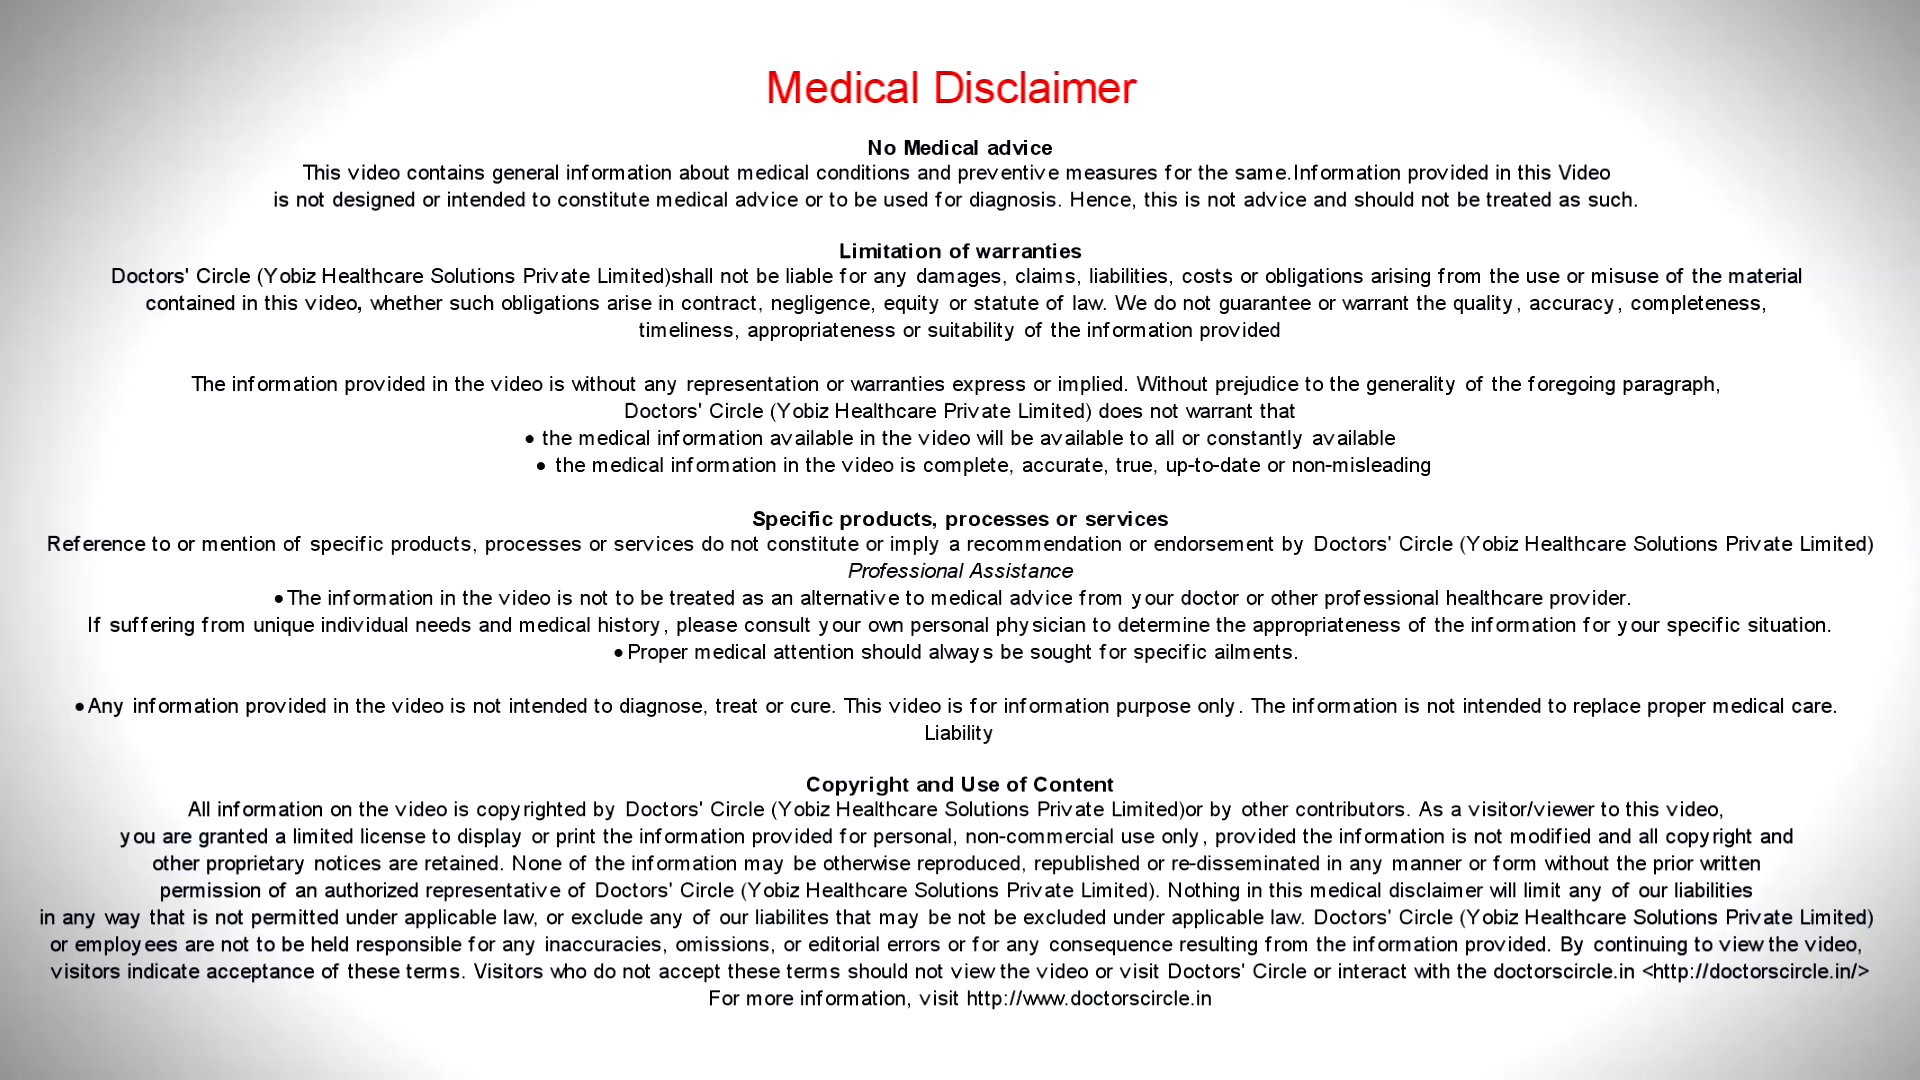 Medical Disclaimer
No Medical advice
This video contains general information about medical conditions and preventive measures for the same.Information provided in this Video
is not designed or intended to constitute medical advice or to be used for diagnosis. Hence, this is not advice and should not be treated as such.
Limitation of warranties
Doctors' Circle (Yobiz Healthcare Solutions Private Limited)shall not be liable for any damages, claims, liabilities, costs or obligations arising from the use or misuse of the material
contained in this video, whether such obligations arise in contract, negligence, equity or statute of law. We do not guarantee or warrant the quality, accuracy, completeness,
timeliness, appropriateness or suitability of the information provided
The information provided in the video is without any representation or warranties express or implied. Without prejudice to the generality of the foregoing paragraph,
Doctors' Circle (Yobiz Healthcare Private Limited) does not warrant that
• the medical information available in the video will be available to all or constantly available
• the medical information in the video is complete, accurate, true, up-to-date or non-misleading
Specific products, processes or services
Reference to or mention of specific products, processes or services do not constitute or imply a recommendation or endorsement by Doctors' Circle (Yobiz Healthcare Solutions Private Limited)
Professional Assistance
•The information in the video is not to be treated as an alternative to medical advice from your doctor or other professional healthcare provider.
If suffering from unique individual needs and medical history, please consult your own personal physician to determine the appropriateness of the information for your specific situation.
•Proper medical attention should always be sought for specific ailments.
•Any information provided in the video is not intended to diagnose, treat or cure. This video is for information purpose only. The information is not intended to replace proper medical care.
Liability
Copyright and Use of Content
All information on the video is copyrighted by Doctors' Circle (Yobiz Healthcare Solutions Private Limited)or by other contributors. As a visitor/viewer to this video,
you are granted a limited license to display or print the information provided for personal, non-commercial use only, provided the information is not modified and all copyright and
other proprietary notices are retained. None of the information may be otherwise reproduced, republished or re-disseminated in any manner or form without the prior written
permission of an authorized representative of Doctors' Circle (Yobiz Healthcare Solutions Private Limited). Nothing in this medical disclaimer will limit any of our liabilities
in any way that is not permitted under applicable law, or exclude any of our liabilites that may be not be excluded under applicable law. Doctors' Circle (Yobiz Healthcare Solutions Private Limited)
or employees are not to be held responsible for any inaccuracies, omissions, or editorial errors or for any consequence resulting from the information provided. By continuing to view the video,
visitors indicate acceptance of these terms. Visitors who do not accept these terms should not view the video or visit Doctors' Circle or interact with the doctorscircle.in <http://doctorscircle.in/>
For more information, visit http://www.doctorscircle.in